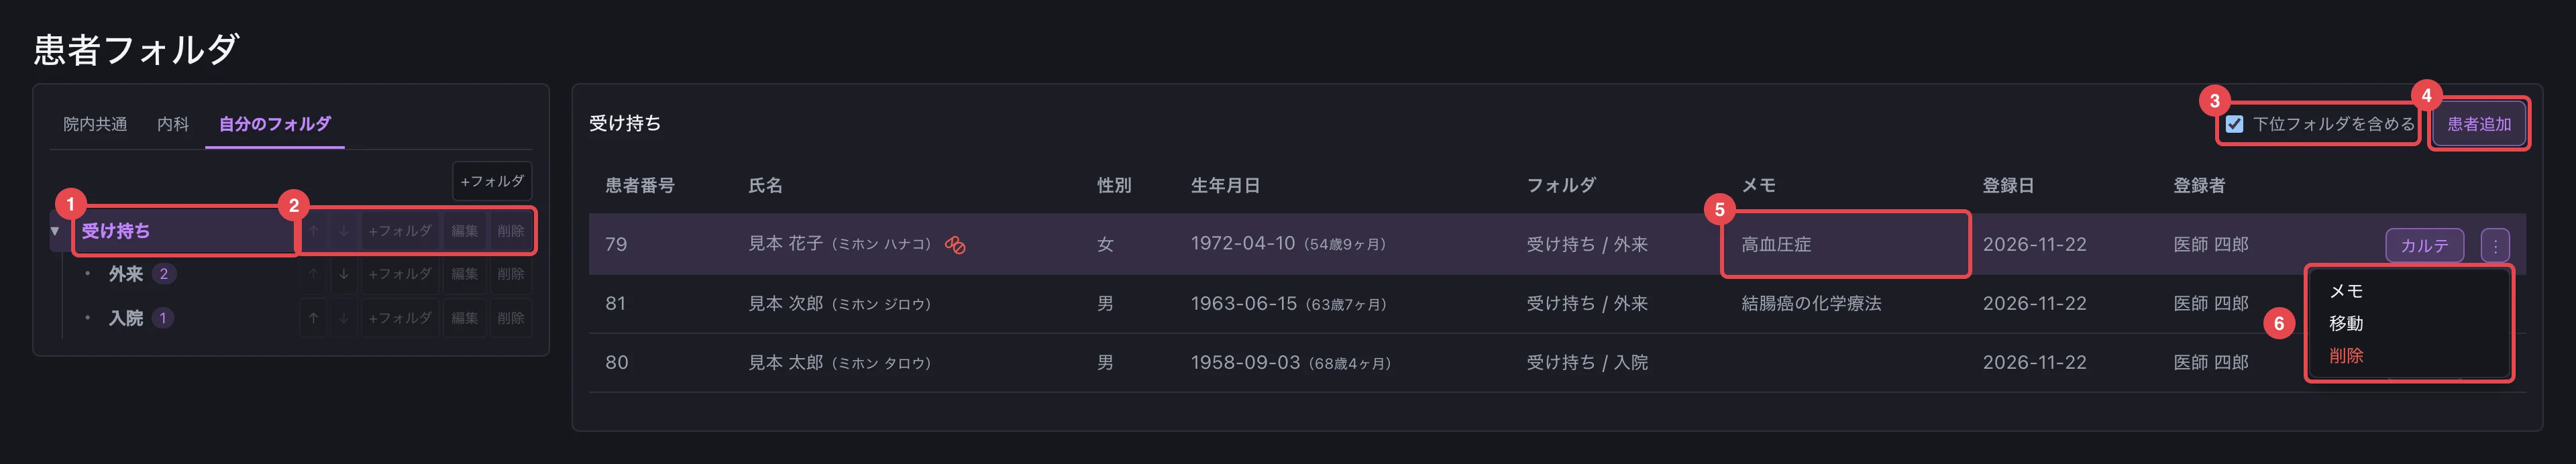 患者フォルダ
院内共通 内科 自分のフォルダ
+フォルダ
1 2
▼ 受け持ち ↑ ↓ +フォルダ 編集 削除
・ 外来 2 ↑ ↓ +フォルダ 編集 削除
・ 入院 1 ↑ ↓ +フォルダ 編集 削除
受け持ち 3 下位フォルダを含める 4 患者追加
患者番号 氏名 性別 生年月日 フォルダ メモ 登録日 登録者
5
79 見本 花子（ミホン ハナコ） 女 1972-04-10（54歳9ヶ月） 受け持ち / 外来 高血圧症 2026-11-22 医師 四郎 カルテ ⋮
81 見本 次郎（ミホン ジロウ） 男 1963-06-15（63歳7ヶ月） 受け持ち / 外来 結腸癌の化学療法 2026-11-22 医師 四郎
80 見本 太郎（ミホン タロウ） 男 1958-09-03（68歳4ヶ月） 受け持ち / 入院 2026-11-22 医師 四郎
6
メモ
移動
削除